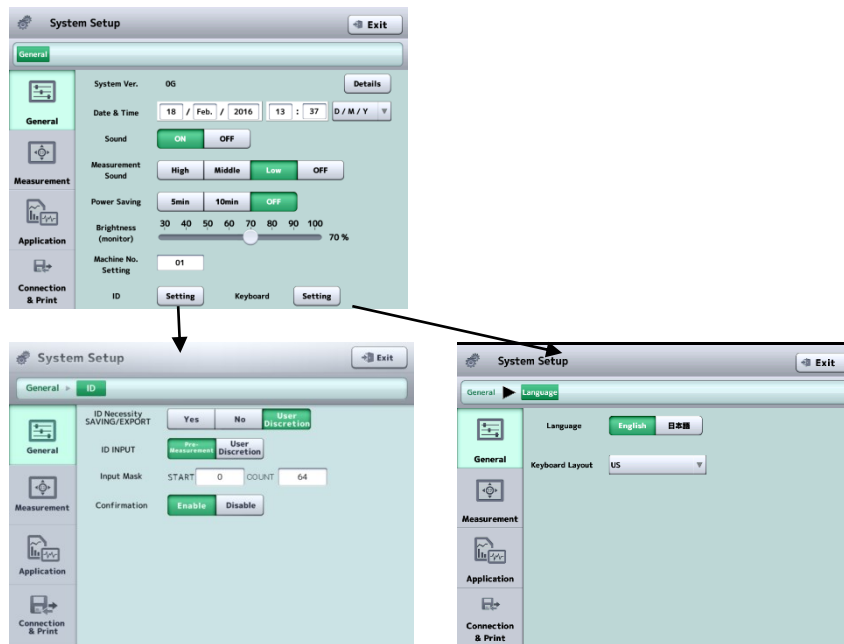 System Setup
Exit
General
System Ver. 0G Details
General
Date & Time 18 / Feb. / 2016 13 : 37 D / M / Y
Sound ON OFF
Measurement
Measurement Sound High Middle Low OFF
Power Saving 5min 10min OFF
Application
Brightness (monitor) 30 40 50 60 70 80 90 100 70 %
Machine No. Setting 01
Connection & Print
ID Setting Keyboard Setting
System Setup
Exit
General ID
General
ID Necessity SAVING/EXPORT Yes No User Discretion
ID INPUT Pre-Measurement User Discretion
Measurement
Input Mask START 0 COUNT 64
Confirmation Enable Disable
Application
Connection & Print
System Setup
Exit
General Language
General
Language English 日本語
Keyboard Layout US
Measurement
Application
Connection & Print